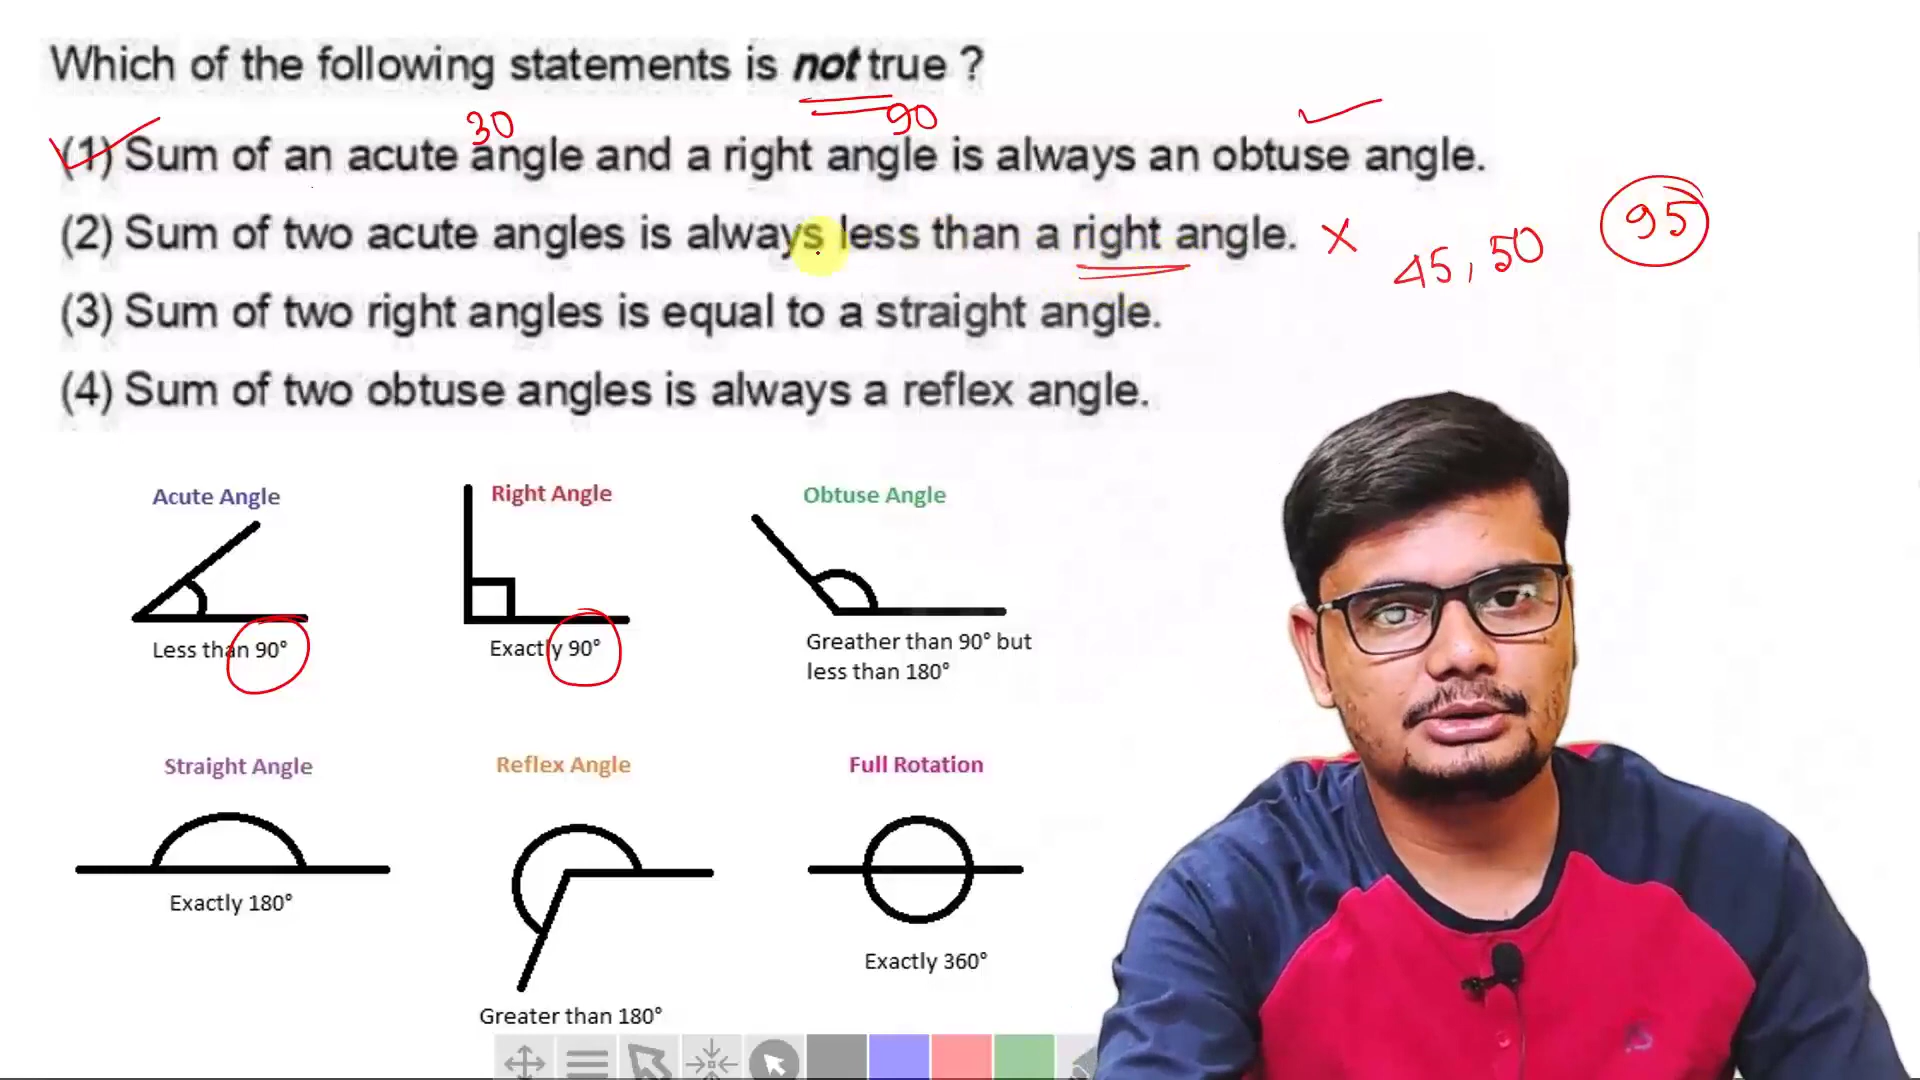 Which of the following statements is not true ?
30
90
(1) Sum of an acute angle and a right angle is always an obtuse angle.
(2) Sum of two acute angles is always less than a right angle. ×
45, 50
95
(3) Sum of two right angles is equal to a straight angle.
(4) Sum of two obtuse angles is always a reflex angle.
Acute Angle
Right Angle
Obtuse Angle
Less than 90°
Exactly 90°
Greather than 90° but
less than 180°
Straight Angle
Reflex Angle
Full Rotation
Exactly 180°
Exactly 360°
Greater than 180°